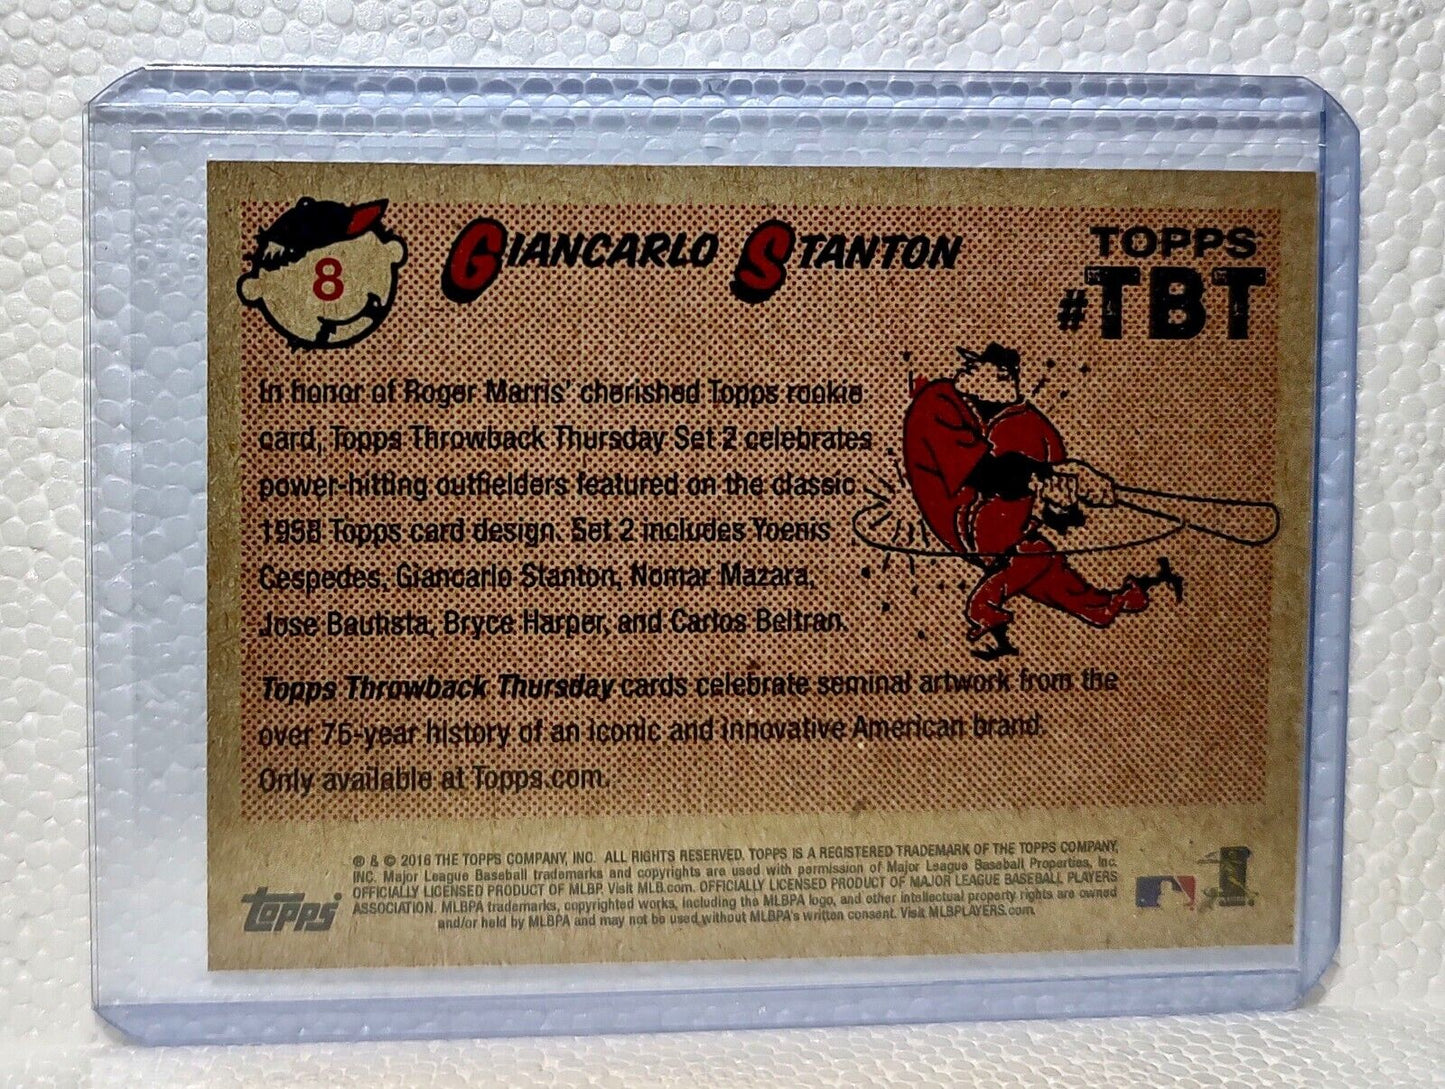 8
GIANCARLO STANTON
TOPPS
#TBT
In honor of Roger Marris' cherished Topps rookie
card, Topps Throwback Thursday Set 2 celebrates
power-hitting outfielders featured on the classic
1958 Topps card design. Set 2 includes Yoenis
Cespedes, Giancarlo Stanton, Nomar Mazara,
Jose Bautista, Bryce Harper, and Carlos Beltran.
Topps Throwback Thursday cards celebrate seminal artwork from the
over 75-year history of an iconic and innovative American brand.
Only available at Topps.com.
® & © 2016 THE TOPPS COMPANY, INC. ALL RIGHTS RESERVED. TOPPS IS A REGISTERED TRADEMARK OF THE TOPPS COMPANY,
INC. Major League Baseball trademarks and copyrights are used with permission of Major League Baseball Properties, Inc.
OFFICIALLY LICENSED PRODUCT OF MLBP. Visit MLB.com. OFFICIALLY LICENSED PRODUCT OF MAJOR LEAGUE BASEBALL PLAYERS
ASSOCIATION. MLBPA trademarks, copyrighted works, including the MLBPA logo, and other intellectual property rights are owned
and/or held by MLBPA and may not be used without MLBPA's written consent. Visit MLBPLAYERS.com.
topps